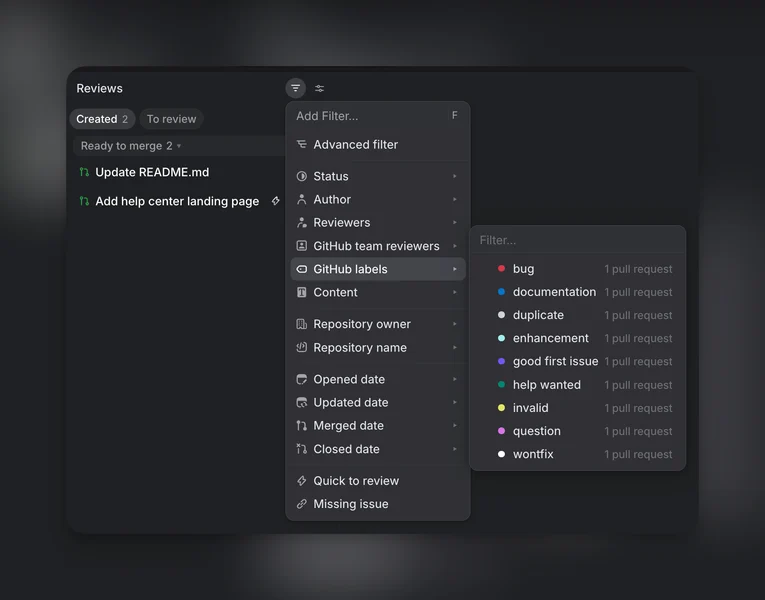 Reviews
Created 2
To review
Ready to merge 2
Update README.md
Add help center landing page
Add Filter... F
Advanced filter
Status
Author
Reviewers
GitHub team reviewers
GitHub labels
Content
Repository owner
Repository name
Opened date
Updated date
Merged date
Closed date
Quick to review
Missing issue
Filter...
bug 1 pull request
documentation 1 pull request
duplicate 1 pull request
enhancement 1 pull request
good first issue 1 pull request
help wanted 1 pull request
invalid 1 pull request
question 1 pull request
wontfix 1 pull request